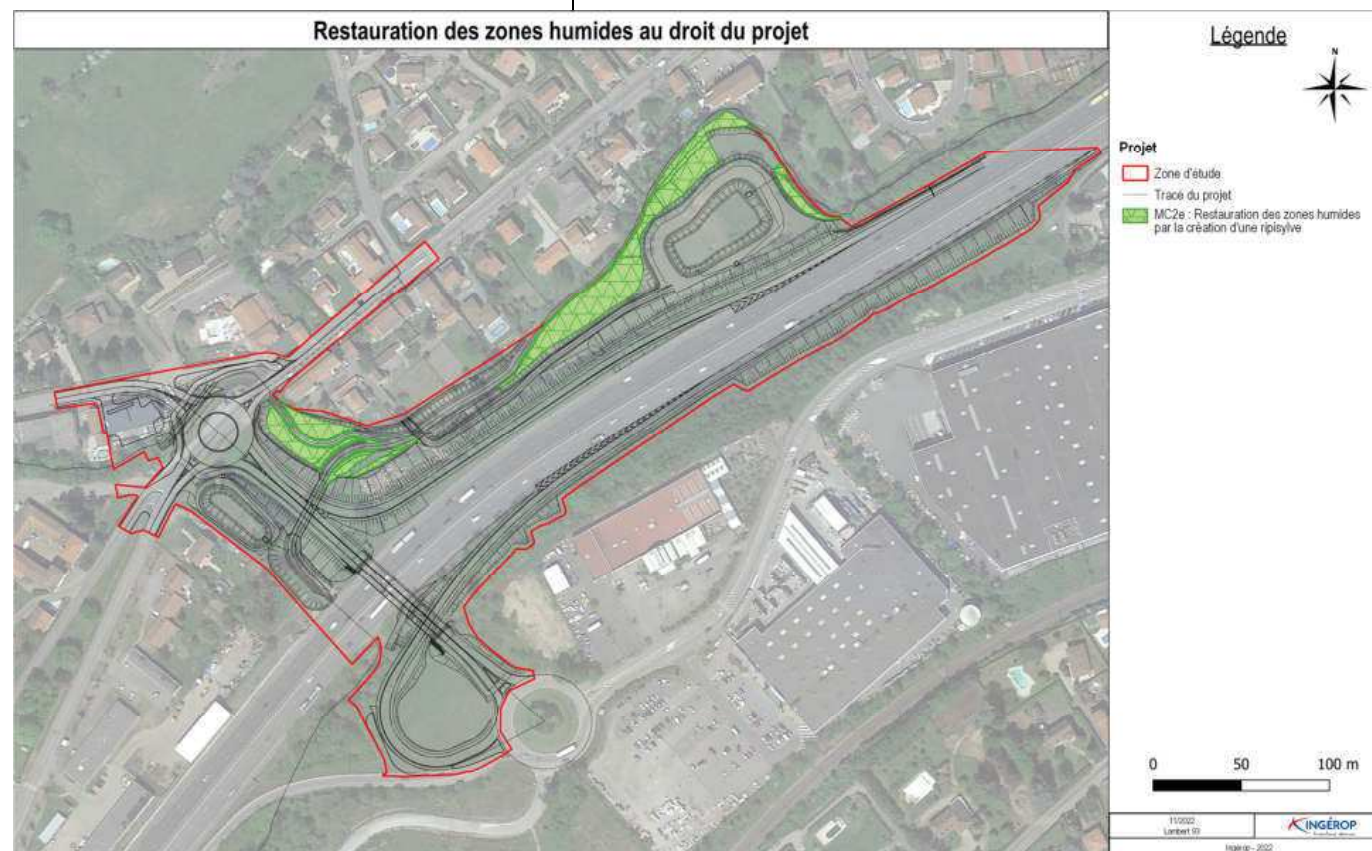 Restauration des zones humides au droit du projet
Légende
N
Projet
Zone d'étude
Tracé du projet
MC2e : Restauration des zones humides
par la création d'une ripisylve
0 50 100 m
11/2022
Lambert 93
INGÉROP
Ingérop - 2022